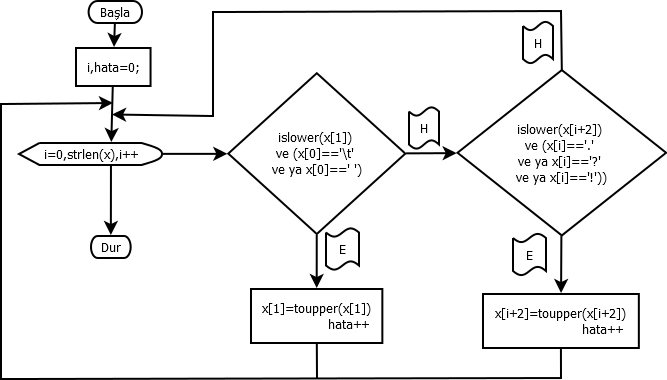 Başla
i,hata=0;
i=0,strlen(x),i++
Dur
islower(x[1])
ve (x[0]=='\t'
ve ya x[0]==' ')
H
E
x[1]=toupper(x[1])
hata++
islower(x[i+2])
ve (x[i]=='.'
ve ya x[i]=='?'
ve ya x[i]=='!'))
H
E
x[i+2]=toupper(x[i+2])
hata++